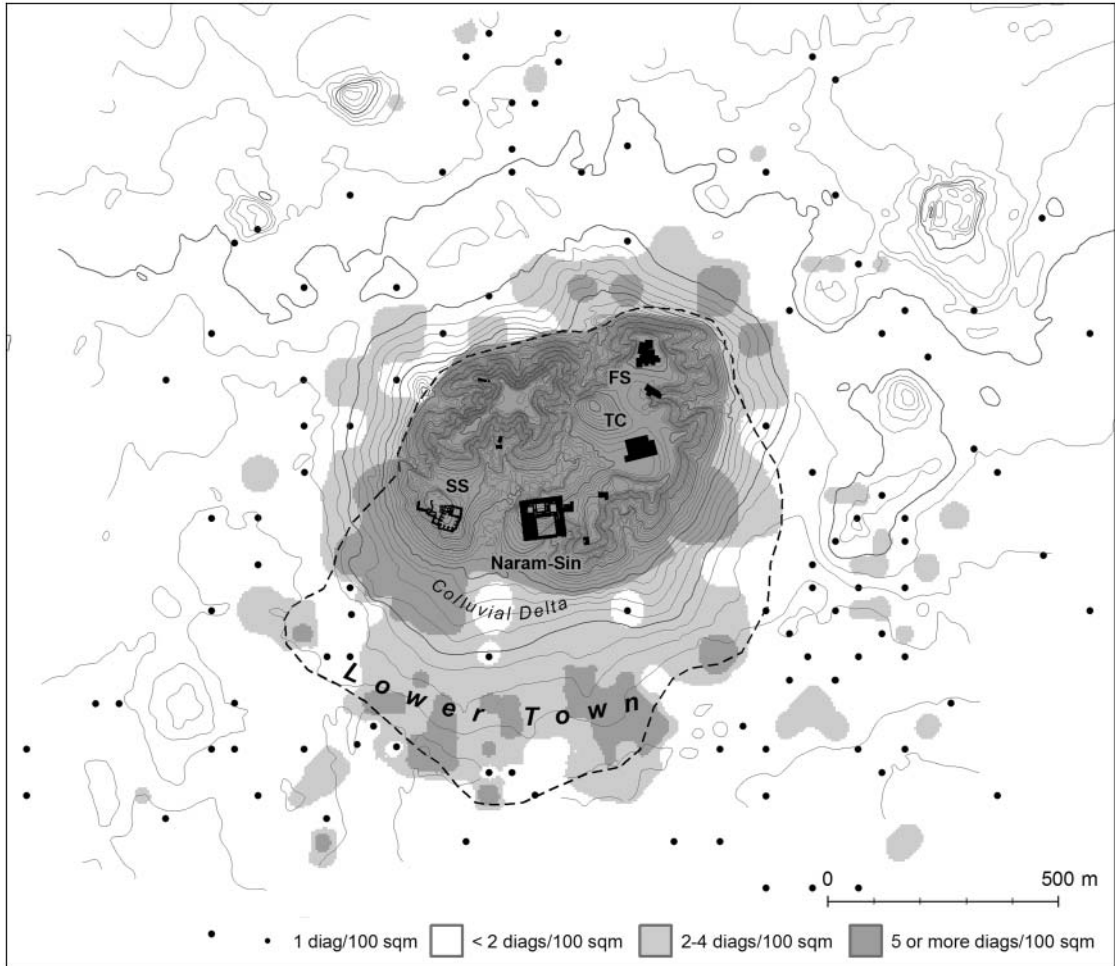 FS
TC
SS
Naram-Sin
Colluvial Delta
Lower Town
0 500 m
1 diag/100 sqm < 2 diags/100 sqm 2-4 diags/100 sqm 5 or more diags/100 sqm